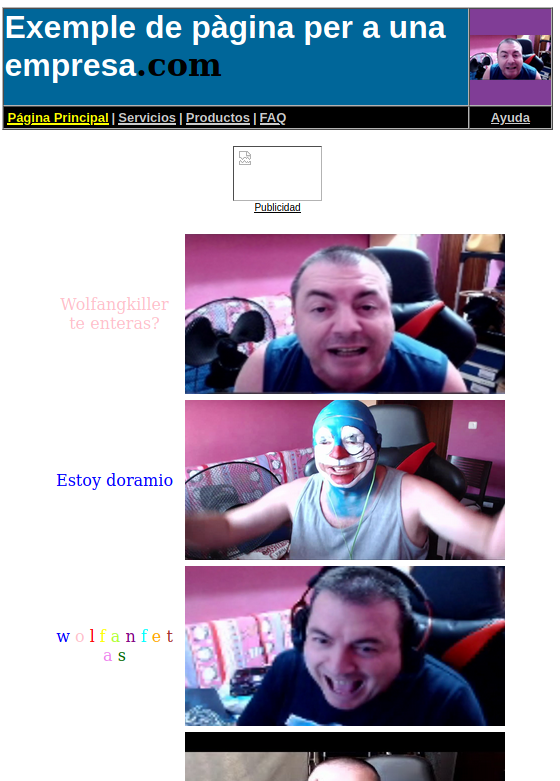 Exemple de pàgina per a una
empresa.com
Página Principal | Servicios | Productos | FAQ
Ayuda
Publicidad
Wolfangkiller
te enteras?
Estoy doramio
w o l f a n f e t
a s